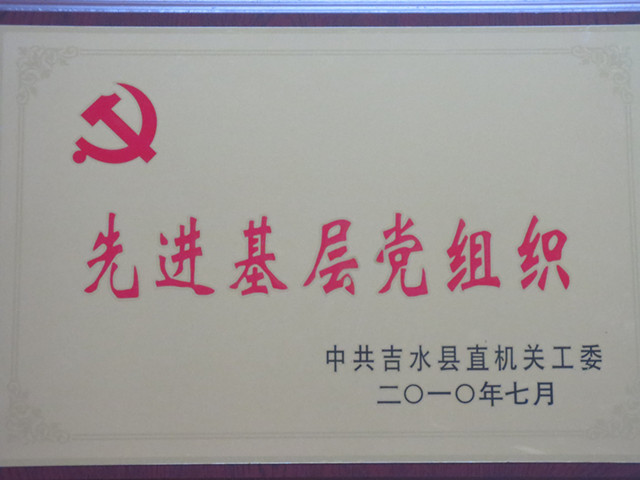 先进基层党组织
中共吉水县直机关工委
二〇一〇年七月